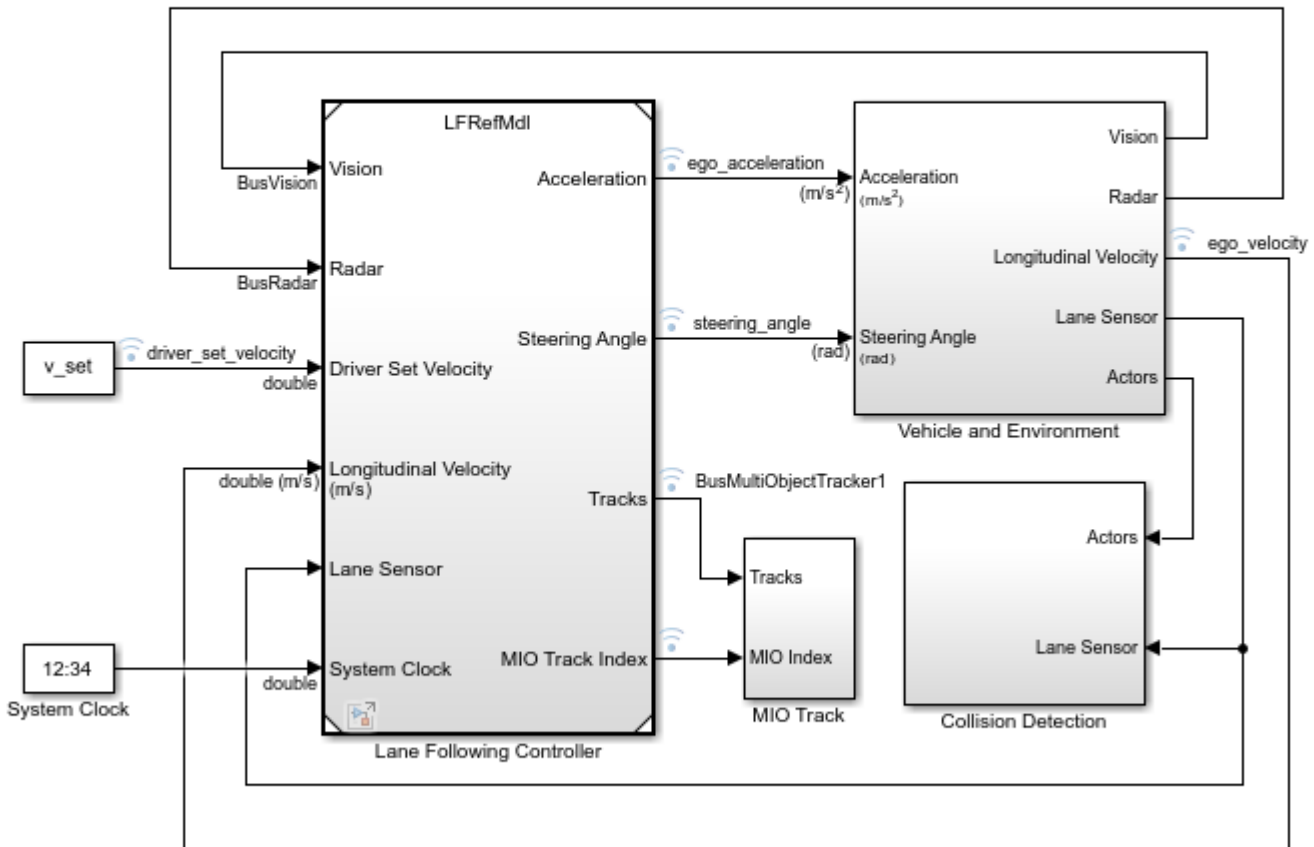 LFRefMdl
Vision
BusVision
Radar
BusRadar
v_set
driver_set_velocity
double
Driver Set Velocity
double (m/s)
Longitudinal Velocity
(m/s)
Lane Sensor
12:34
System Clock
double
System Clock
Acceleration
Steering Angle
Tracks
MIO Track Index
Lane Following Controller
ego_acceleration
(m/s²)
steering_angle
(rad)
BusMultiObjectTracker1
Acceleration
(m/s²)
Steering Angle
(rad)
Vision
Radar
Longitudinal Velocity
Lane Sensor
Actors
Vehicle and Environment
ego_velocity
Tracks
MIO Index
MIO Track
Actors
Lane Sensor
Collision Detection